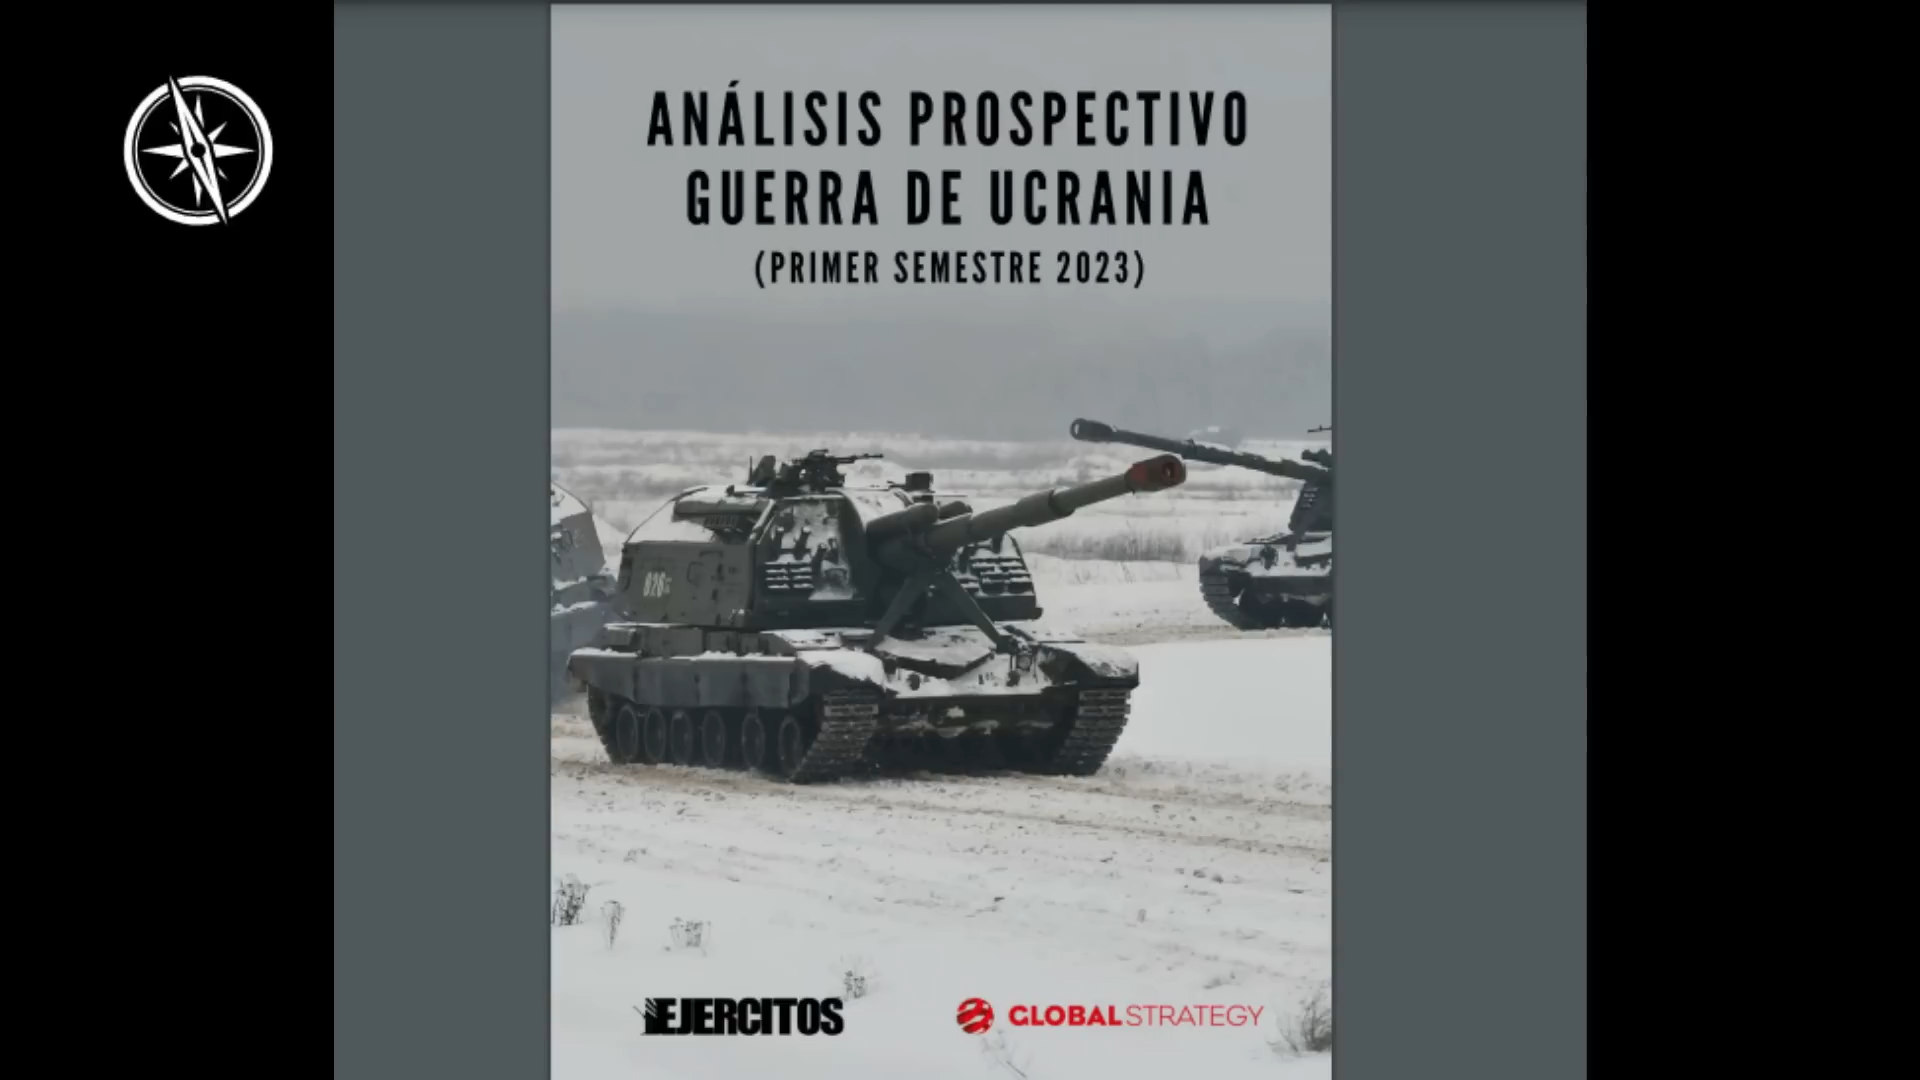 ANÁLISIS PROSPECTIVO
GUERRA DE UCRANIA
(PRIMER SEMESTRE 2023)
EJERCITOS
GLOBALSTRATEGY